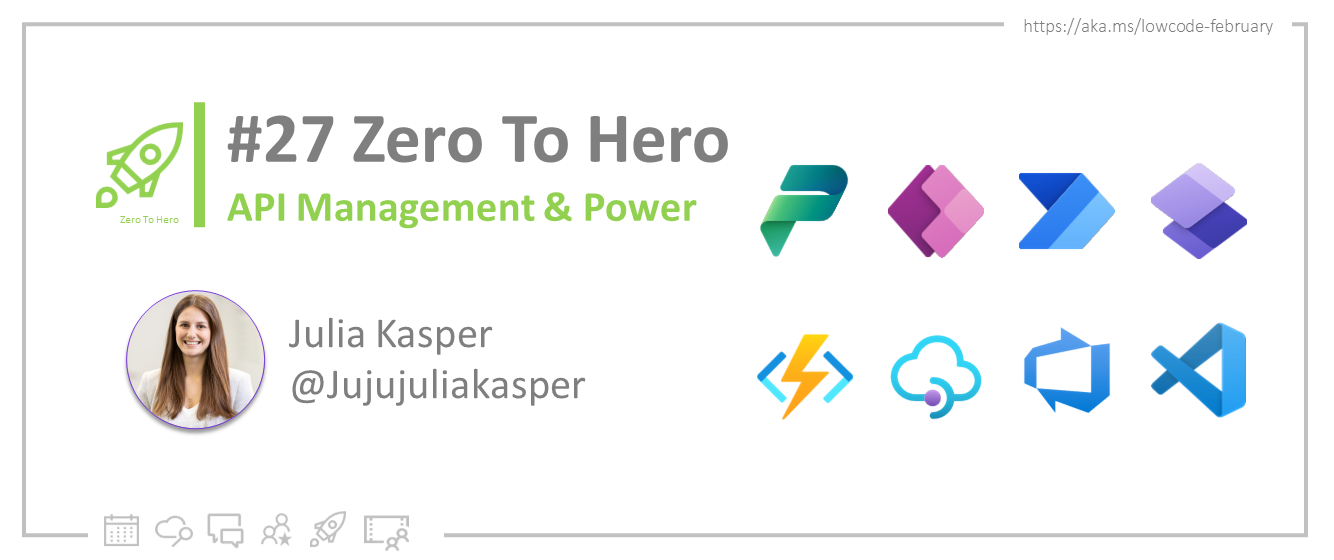 https://aka.ms/lowcode-february
#27 Zero To Hero
API Management & Power
Zero To Hero
Julia Kasper
@Jujujuliakasper